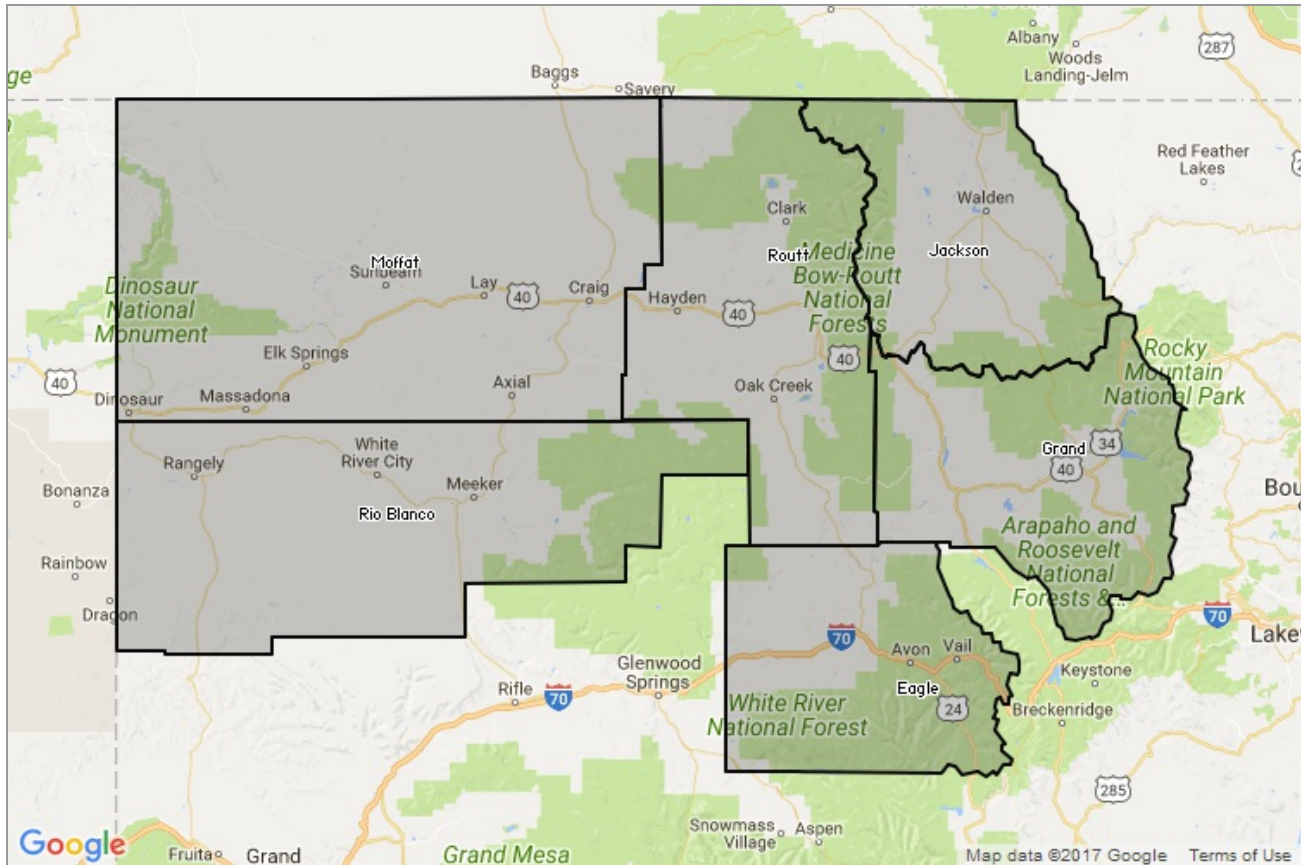 Albany
Woods
Landing-Jelm
287
Baggs
Savery
ge
Red Feather
Lakes
Walden
Clark
Moffat
Sunbeam
Routt
Medicine
Bow-Routt
National
Forests
Jackson
Dinosaur
National
Monument
Lay
40
Craig
Hayden
40
Elk Springs
40
40
Rocky
Mountain
National Park
Dinosaur
Massadona
Axial
Oak Creek
34
Grand
40
White
River City
Rangely
Meeker
Bonanza
Rio Blanco
Bou
Arapaho and
Roosevelt
National
Forests &...
Rainbow
Dragon
70
70
Lakew
Avon
Vail
Keystone
Glenwood
Springs
Rifle
70
Eagle
24
White River
National Forest
Breckenridge
285
Snowmass
Village
Aspen
Google
Fruita
Grand
Grand Mesa
Map data ©2017 Google
Terms of Use